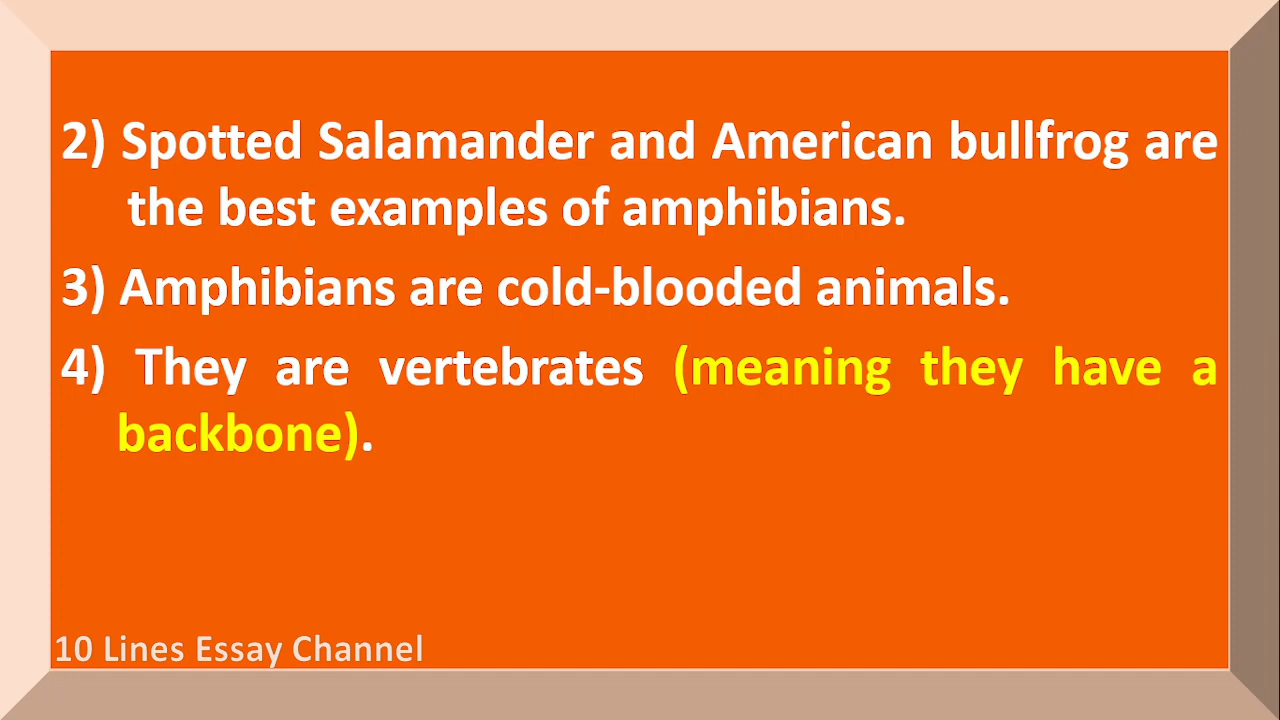 2) Spotted Salamander and American bullfrog are
the best examples of amphibians.
3) Amphibians are cold-blooded animals.
4) They are vertebrates (meaning they have a
backbone).
10 Lines Essay Channel